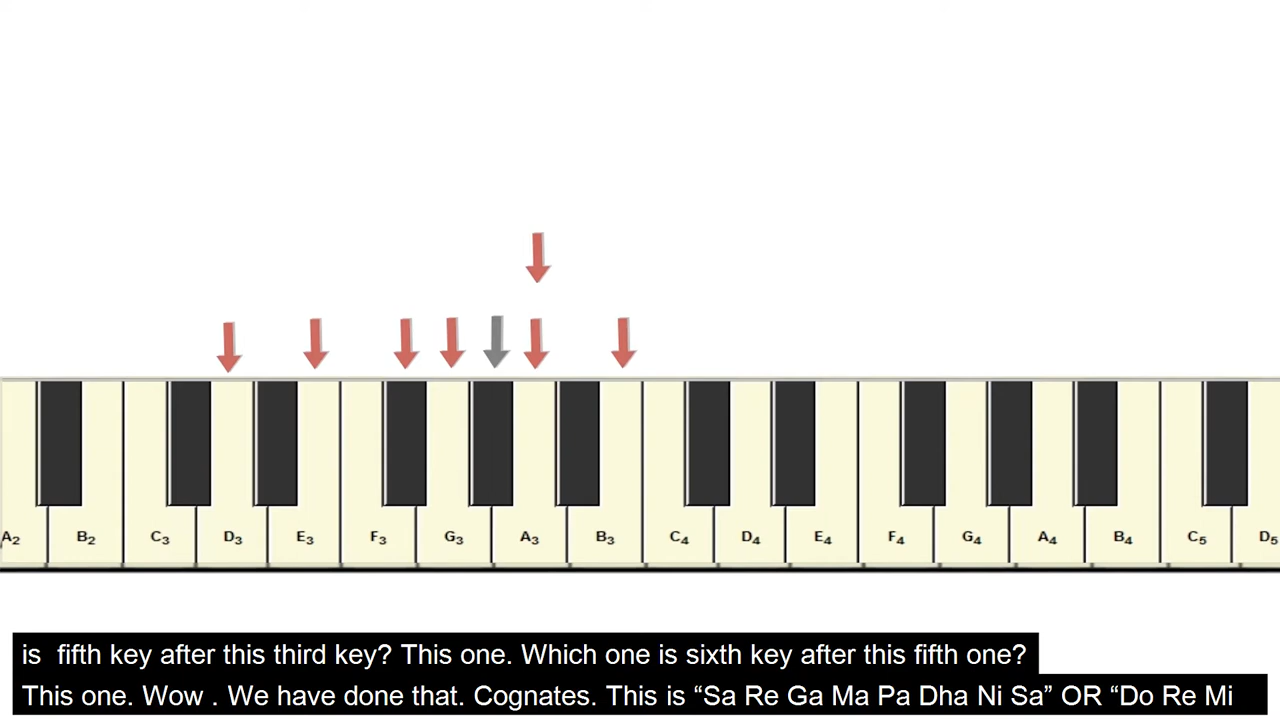 A2 B2 C3 D3 E3 F3 G3 A3 B3 C4 D4 E4 F4 G4 A4 B4 C5 D5
is  fifth key after this third key? This one. Which one is sixth key after this fifth one?
This one. Wow . We have done that. Cognates. This is “Sa Re Ga Ma Pa Dha Ni Sa” OR “Do Re Mi